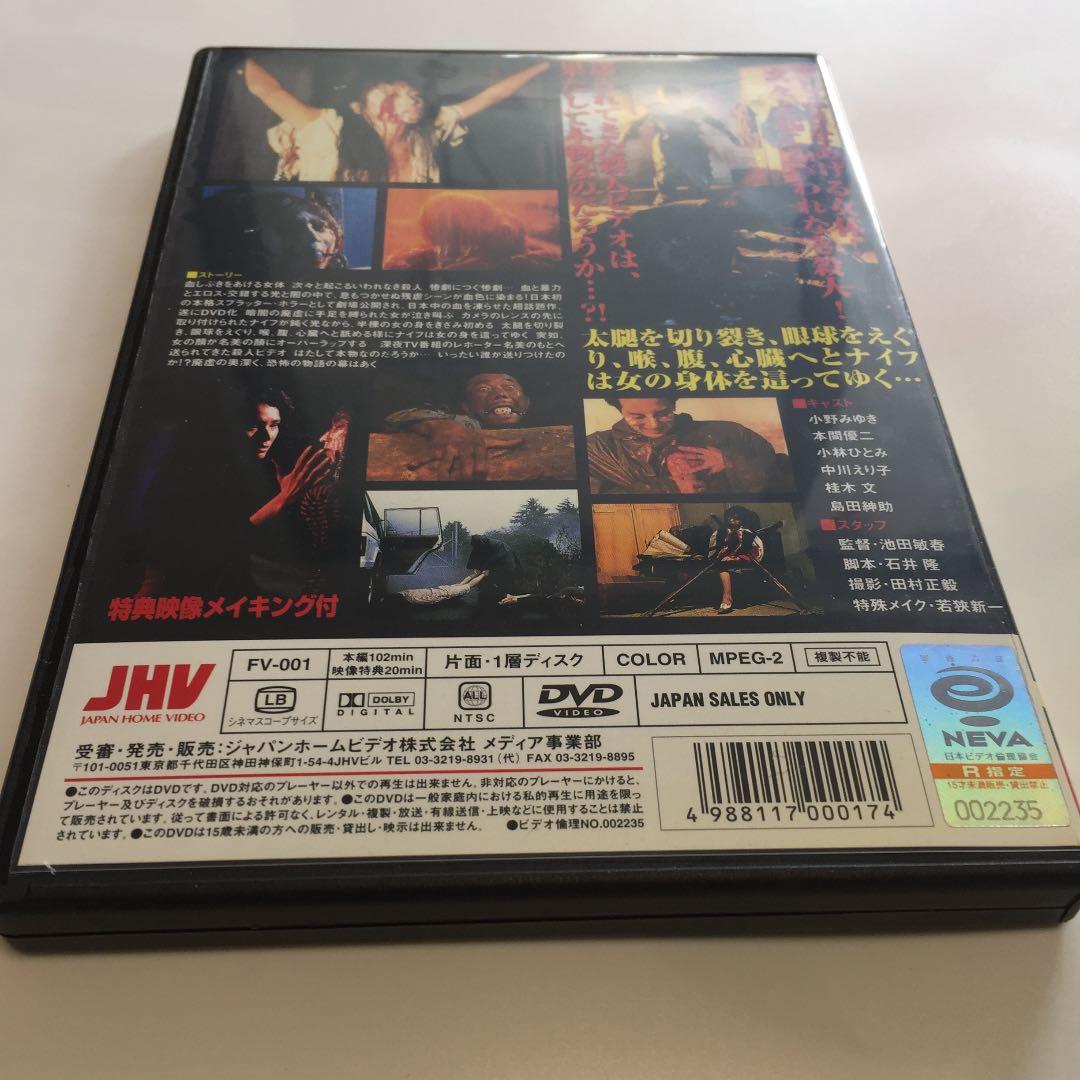 送られてきた殺人ビデオは、
果たして本物なのだろうか…?!
太腿を切り裂き、眼球をえぐ
り、喉、腹、心臓へとナイフ
は女の身体を這ってゆく…
■ストーリー
血しぶきをあげる女体 次々と起こるいわれなき殺人 惨劇につぐ惨劇… 血と暴力
とエロス・交錯する光と闇の中で、息もつかせぬ残虐シーンが血色に染まる!日本初
の本格スプラッター・ホラーとして劇場公開され、日本中の血を凍らせた超話題作、
遂にDVD化 暗闇の廃虚に手足を縛られた女が泣き叫ぶ カメラのレンズの先に
取り付けられたナイフが鈍く光ながら、半裸の女の身をきざみ初める 太腿を切り裂
き、眼球をえぐり、喉、腹、心臓へと舐める様にナイフは女の身を這ってゆく 突如、
女の顔が名美の顔にオーバーラップする 深夜TV番組のレポーター名美のもとへ
送られてきた殺人ビデオ はたして本物なのだろうか… いったい誰が送りつけたの
か!?廃虚の奥深く、恐怖の物語の幕はあく
■キャスト
小野みゆき
本間優二
小林ひとみ
中川えり子
桂木 文
島田紳助
■スタッフ
監督・池田敏春
脚本・石井 隆
撮影・田村正毅
特殊メイク・若狭新一
特典映像メイキング付
JHV
JAPAN HOME VIDEO
FV-001
本編102min
映像特典20min
片面・1層ディスク
COLOR
MPEG-2
複製不能
LB
シネマスコープサイズ
DOLBY
DIGITAL
ALL
NTSC
DVD
VIDEO
JAPAN SALES ONLY
受審・発売・販売:ジャパンホームビデオ株式会社 メディア事業部
〒101-0051東京都千代田区神田神保町1-54-4JHVビル TEL 03-3219-8931(代) FAX 03-3219-8895
●このディスクはDVDです。DVD対応のプレーヤー以外での再生は出来ません。非対応のプレーヤーにかけると、
プレーヤー及びディスクを破損するおそれがあります。●このDVDは一般家庭内における私的再生に用途を限っ
て販売されています。従って書面による許可なく、レンタル・複製・放送・有線送信・上映などに使用することは禁止
されています。●このDVDは15歳未満の方への販売・貸出し・映示は出来ません。 ●ビデオ倫理NO.002235
4 988117 000174
NEVA
日本ビデオ倫理協会
R指定
15才未満販売・貸出禁止
002235